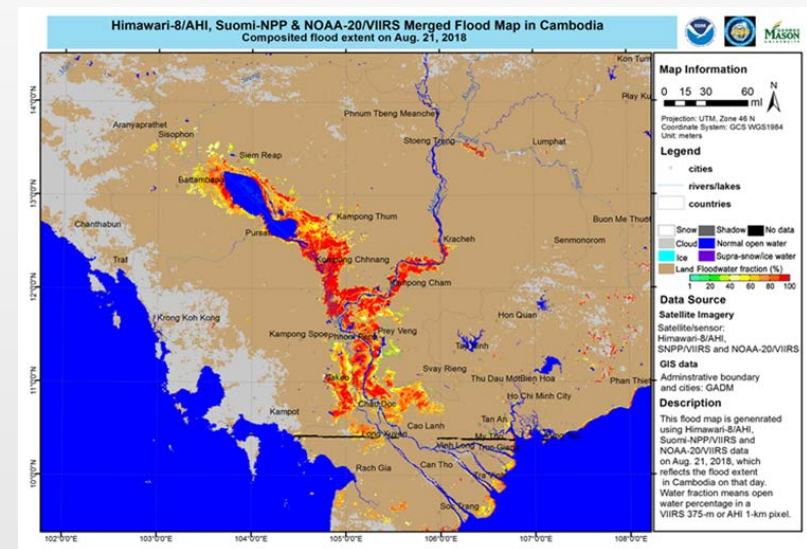 Himawari-8/AHI, Suomi-NPP & NOAA-20/VIIRS Merged Flood Map in Cambodia
Composited flood extent on Aug. 21, 2018
NOAA
GEORGE
MASON
UNIVERSITY
Kon Tum
Play Ku
Phnum Tbeng Meanchey
Aranyaprathet
Sisophon
Stoeng Treng
Lumphat
Siem Reap
Battambang
Kampong Thum
Buon Me Thuot
Chanthabun
Pursat
Kracheh
Senmonorom
Trat
Kampong Chhnang
Kampong Cham
Krong Koh Kong
Hon Quan
Kampong Spoe
Phnom Penh
Prey Veng
Tay Ninh
Svay Rieng
Takeo
Thu Dau Mot
Bien Hoa
Phan Thiet
Kampot
Chau Doc
Ho Chi Minh City
Tan An
Cao Lanh
Long Xuyen
My Tho
Vinh Long
Truc Giang
Rach Gia
Can Tho
Tra Vinh
Soc Trang
14°0'0"N
13°0'0"N
12°0'0"N
11°0'0"N
10°0'0"N
102°0'0"E
103°0'0"E
104°0'0"E
105°0'0"E
106°0'0"E
107°0'0"E
108°0'0"E
Map Information
N
0 15 30 60
ml
Projection: UTM, Zone 46 N
Coordinate System: GCS WGS1984
Unit: meters
Legend
cities
rivers/lakes
countries
Snow Shadow No data
Cloud Normal open water
Ice Supra-snow/ice water
Land Floodwater fraction (%)
1 20 40 60 80 100
Data Source
Satellite Imagery
Satellite/sensor:
Himawari-8/AHI,
SNPP/VIIRS and NOAA-20/VIIRS
GIS data
Adminstrative boundary
and cities: GADM
Description
This flood map is genenrated
using Himawari-8/AHI,
Suomi-NPP/VIIRS and
NOAA-20/VIIRS data
on Aug. 21, 2018, which
reflects the flood extent
in Cambodia on that day.
Water fraction means open
water percentage in a
VIIRS 375-m or AHI 1-km pixel.